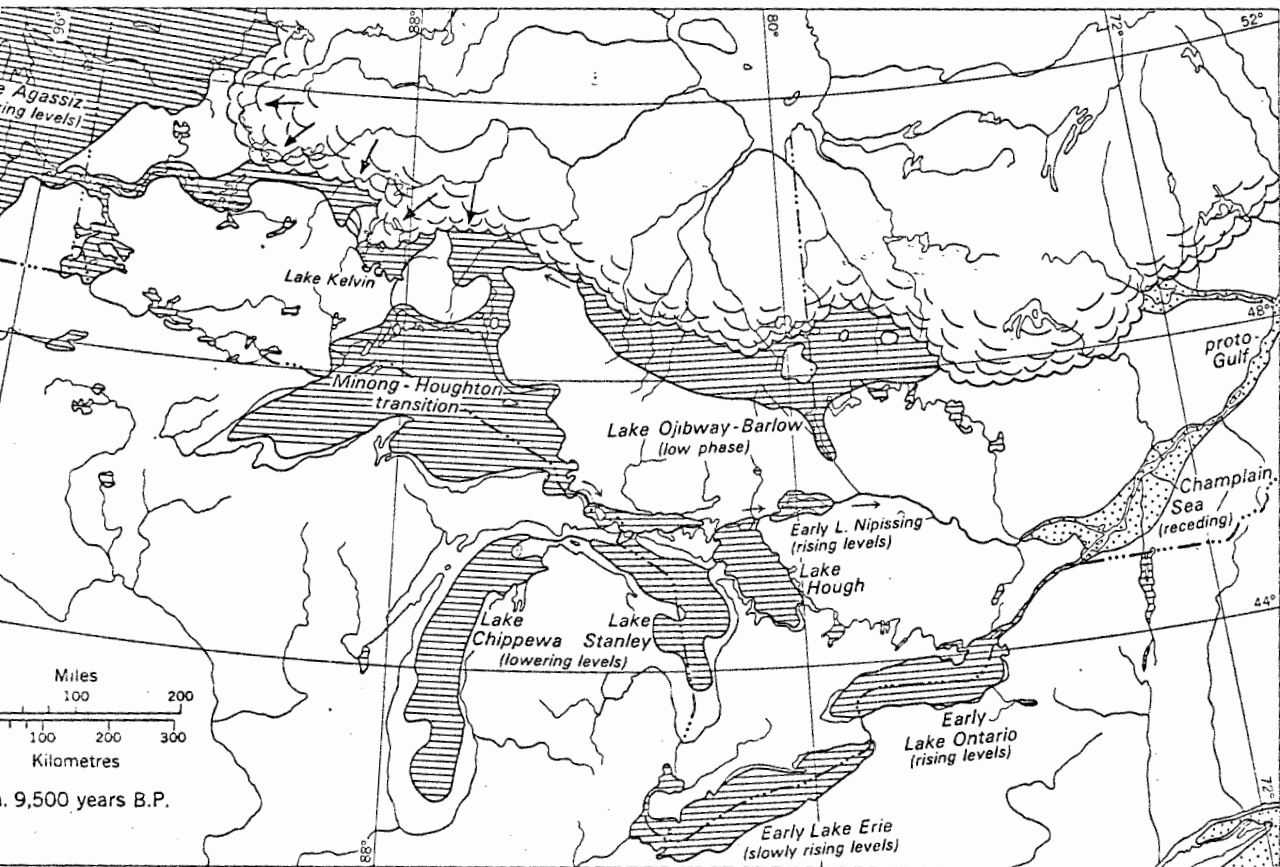 96°
88°
80°
72°
52°
e Agassiz
ring levels)
Lake Kelvin
48°
proto-
Gulf
Minong-Houghton
transition
Lake Ojibway-Barlow
(low phase)
Champlain
Sea
(receding)
Early L. Nipissing
(rising levels)
Lake
Hough
44°
Lake
Chippewa
Lake
Stanley
(lowering levels)
Miles
100
200
100
200
300
Kilometres
. 9,500 years B.P.
Early
Lake Ontario
(rising levels)
Early Lake Erie
(slowly rising levels)
88°
72°